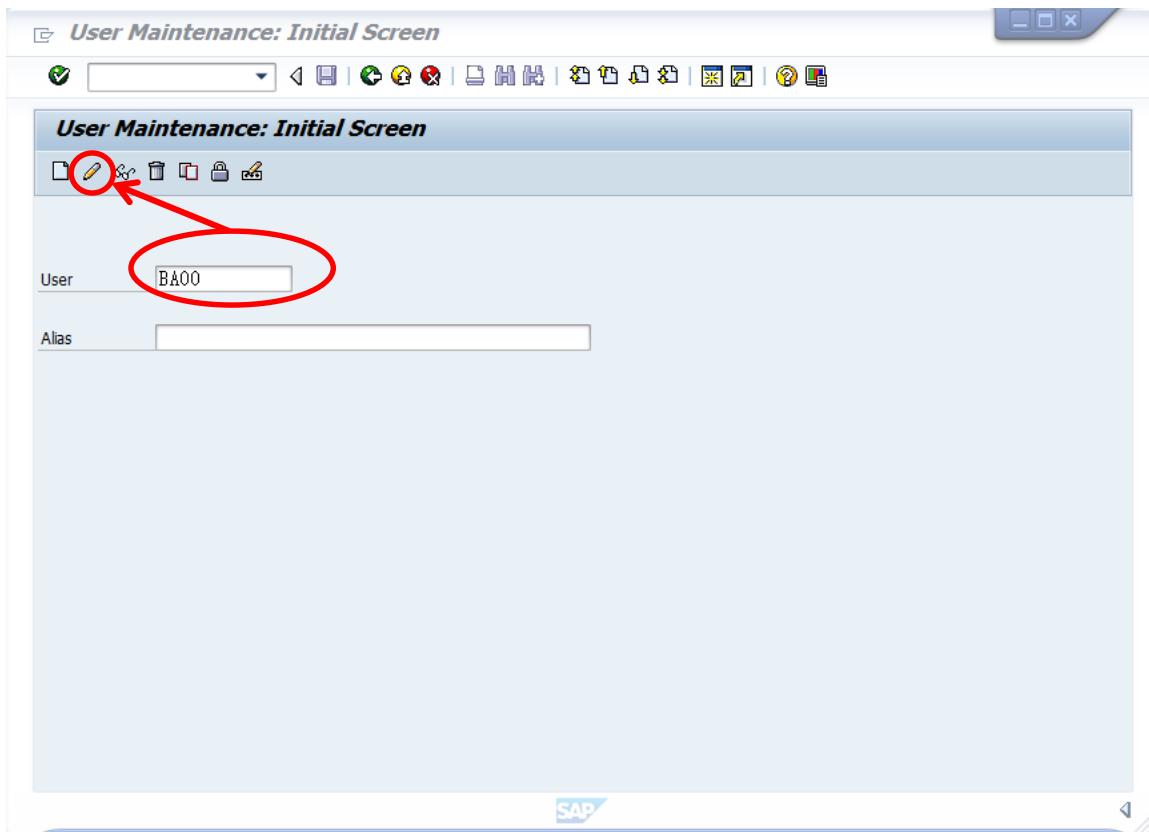 User Maintenance: Initial Screen
User Maintenance: Initial Screen
User BA00
Alias
SAP